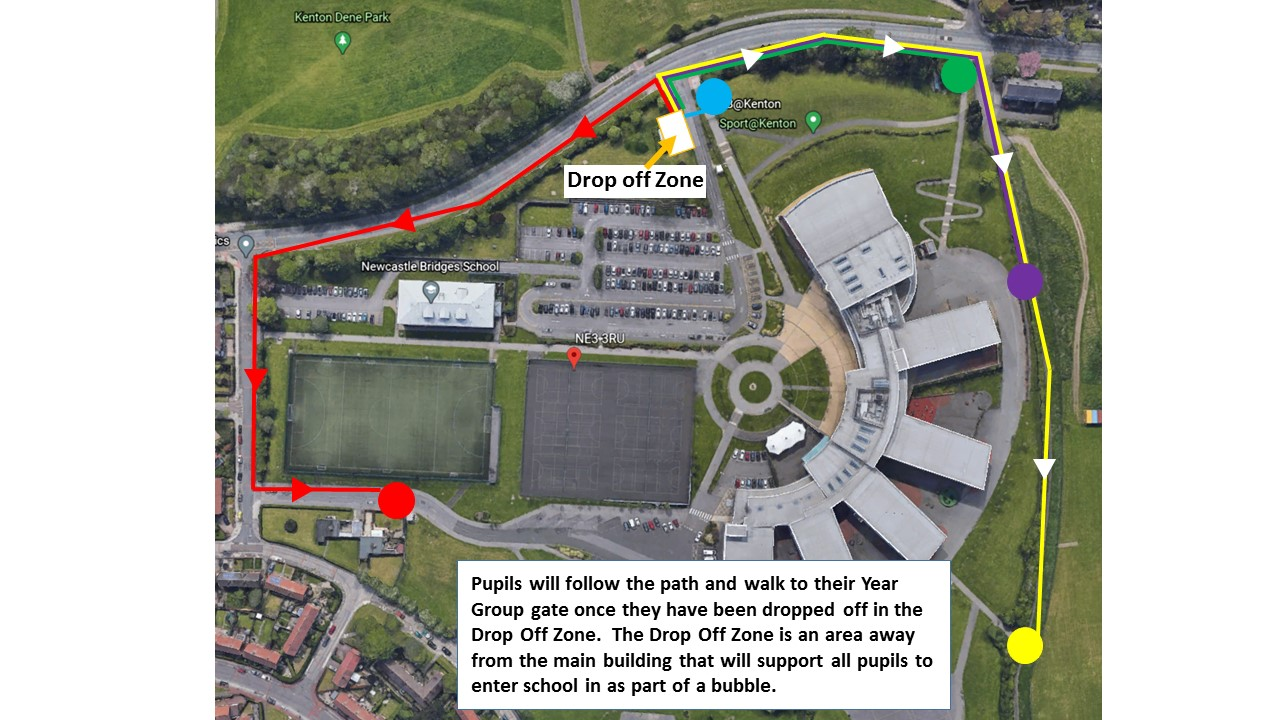 Kenton Dene Park
@Kenton
Sport@Kenton
Drop off Zone
Newcastle Bridges School
NE3 3RU
Pupils will follow the path and walk to their Year
Group gate once they have been dropped off in the
Drop Off Zone.  The Drop Off Zone is an area away
from the main building that will support all pupils to
enter school in as part of a bubble.